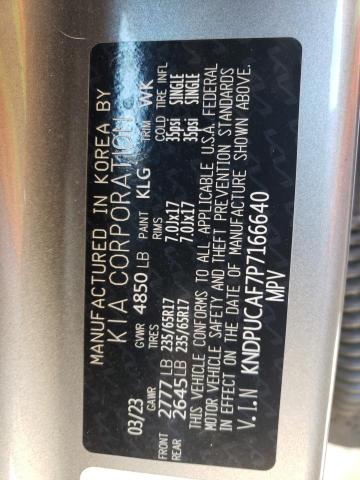 MANUFACTURED IN KOREA BY
KIA CORPORATION
03/23 GVWR 4850 LB PAINT KLG TRIM WK
GAWR TIRES RIMS COLD TIRE INFL
FRONT 2777 LB 235/65R17 7.0Jx17 35psi SINGLE
REAR 2645 LB 235/65R17 7.0Jx17 35psi SINGLE
THIS VEHICLE CONFORMS TO ALL APPLICABLE U.S.A. FEDERAL
MOTOR VEHICLE SAFETY AND THEFT PREVENTION STANDARDS
IN EFFECT ON THE DATE OF MANUFACTURE SHOWN ABOVE.
V.I.N KNDPUCAF7P7166640
MPV